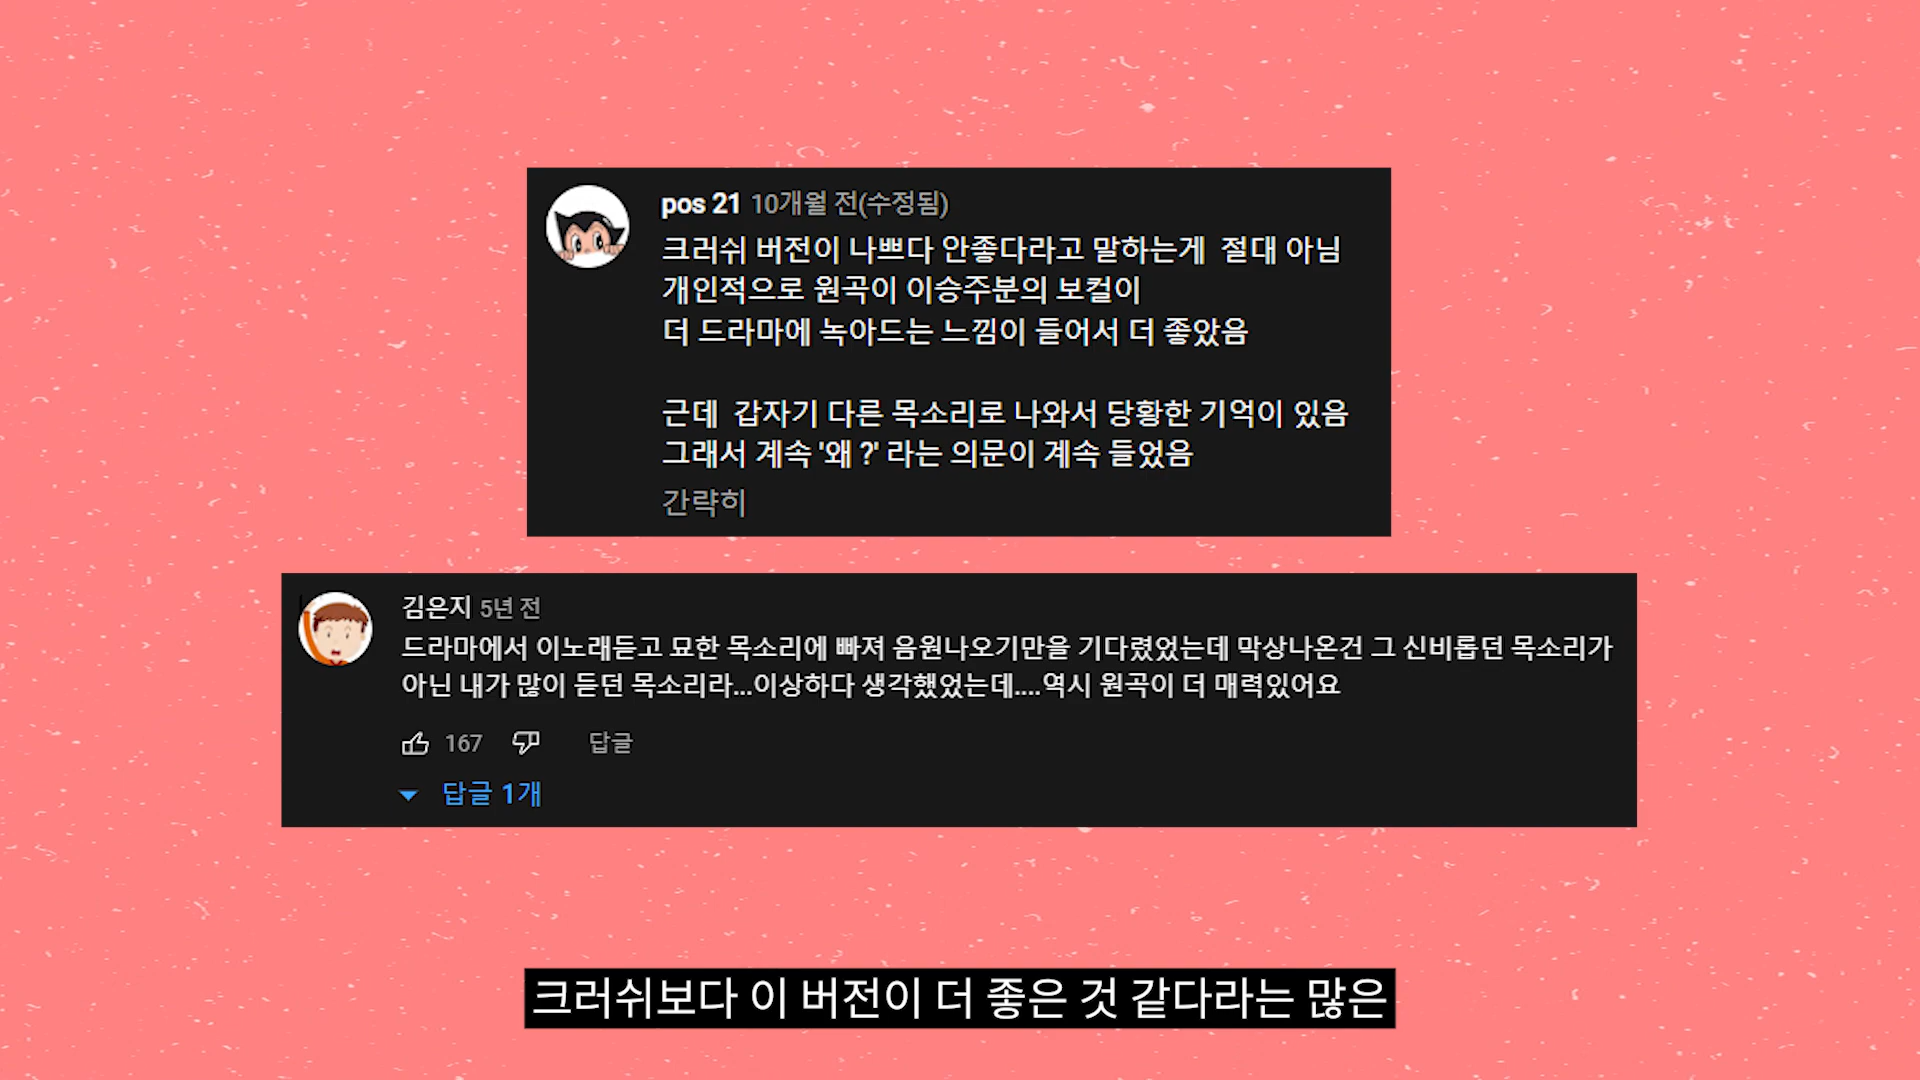 pos 21 10개월 전(수정됨)
크러쉬 버전이 나쁘다 안좋다라고 말하는게 절대 아님
개인적으로 원곡이 이승주분의 보컬이
더 드라마에 녹아드는 느낌이 들어서 더 좋았음
근데 갑자기 다른 목소리로 나와서 당황한 기억이 있음
그래서 계속 '왜 ?' 라는 의문이 계속 들었음
간략히
김은지 5년 전
드라마에서 이노래듣고 묘한 목소리에 빠져 음원나오기만을 기다렸었는데 막상나온건 그 신비롭던 목소리가
아닌 내가 많이 듣던 목소리라...이상하다 생각했었는데....역시 원곡이 더 매력있어요
167 답글
답글 1개
크러쉬보다 이 버전이 더 좋은 것 같다라는 많은